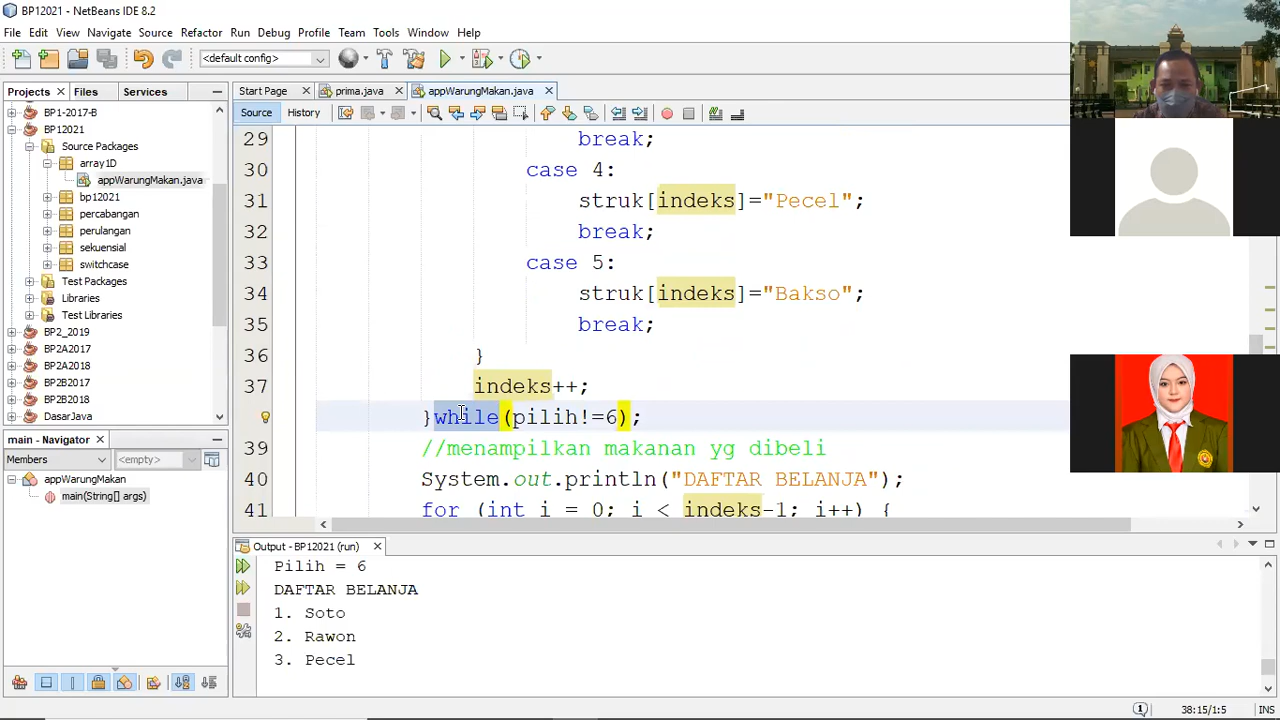 BP12021 - NetBeans IDE 8.2
File Edit View Navigate Source Refactor Run Debug Profile Team Tools Window Help
<default config>
Projects Files Services
BP1-2017-B
BP12021
Source Packages
array1D
appWarungMakan.java
bp12021
percabangan
perulangan
sekuensial
switchcase
Test Packages
Libraries
Test Libraries
BP2_2019
BP2A2017
BP2A2018
BP2B2017
BP2B2018
DasarJava
main - Navigator
Members <empty>
appWarungMakan
main(String[] args)
Start Page prima.java appWarungMakan.java
Source History
29 break;
30 case 4:
31 struk[indeks]="Pecel";
32 break;
33 case 5:
34 struk[indeks]="Bakso";
35 break;
36 }
37 indeks++;
}while(pilih!=6);
39 //menampilkan makanan yg dibeli
40 System.out.println("DAFTAR BELANJA");
41 for (int i = 0; i < indeks-1; i++) {
Output - BP12021 (run)
Pilih = 6
DAFTAR BELANJA
1. Soto
2. Rawon
3. Pecel
38:15/1:5 INS